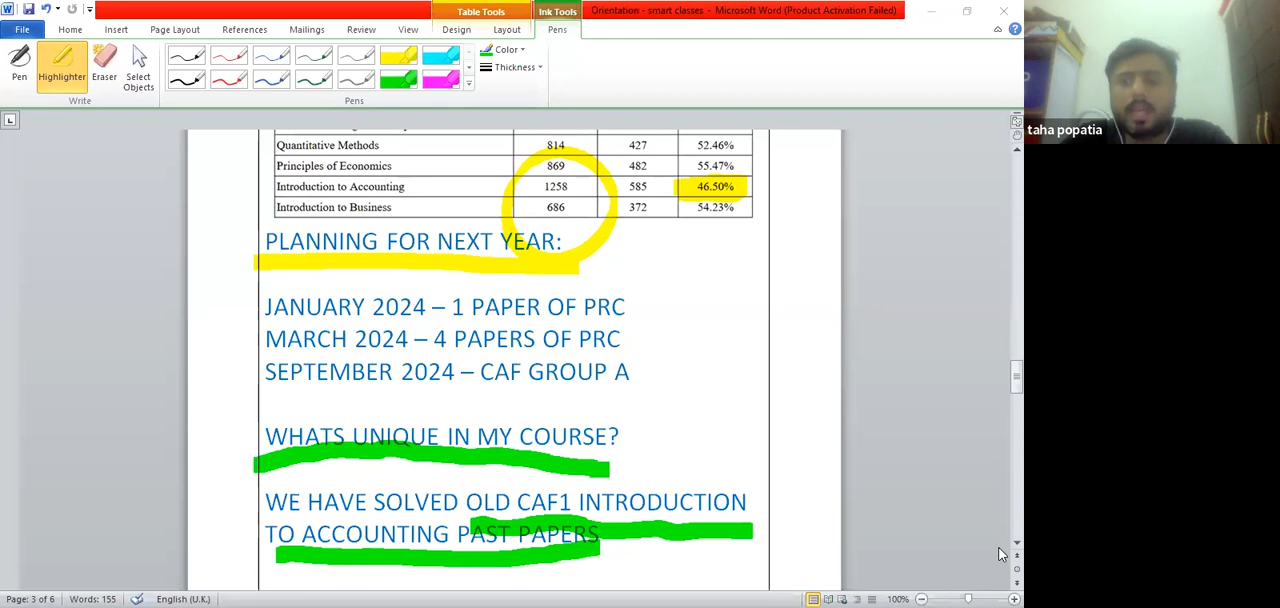 Table Tools
Ink Tools
Orientation - smart classes - Microsoft Word (Product Activation Failed)
File Home Insert Page Layout References Mailings Review View Design Layout Pens
Pen Highlighter Eraser Select Objects
Color
Thickness
Write
Pens
taha popatia
Quantitative Methods 814 427 52.46%
Principles of Economics 869 482 55.47%
Introduction to Accounting 1258 585 46.50%
Introduction to Business 686 372 54.23%
PLANNING FOR NEXT YEAR:
JANUARY 2024 – 1 PAPER OF PRC
MARCH 2024 – 4 PAPERS OF PRC
SEPTEMBER 2024 – CAF GROUP A
WHATS UNIQUE IN MY COURSE?
WE HAVE SOLVED OLD CAF1 INTRODUCTION
TO ACCOUNTING PAST PAPERS
Page: 3 of 6 Words: 155 English (U.K.) 100%